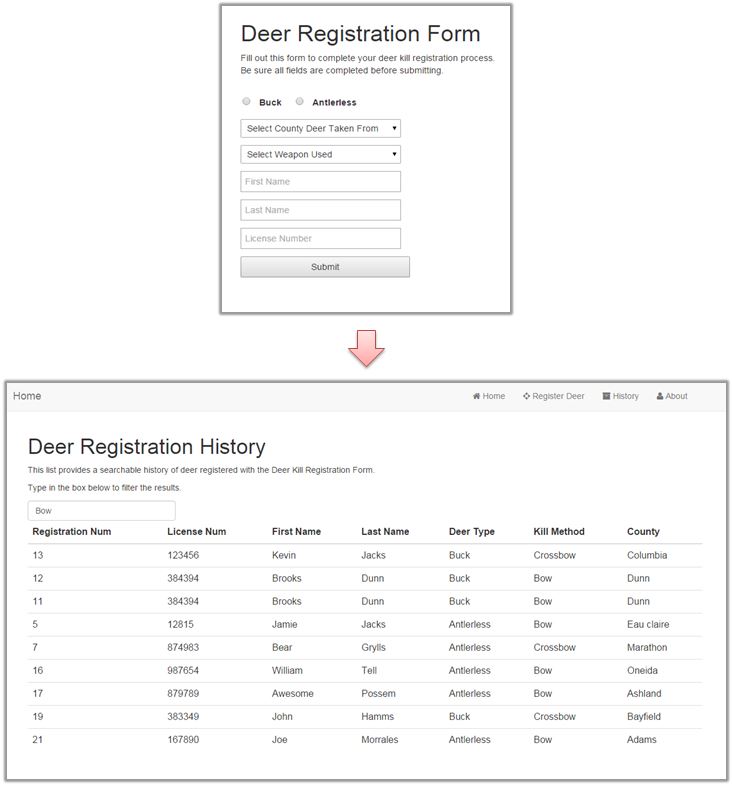 Deer Registration Form
Fill out this form to complete your deer kill registration process.
Be sure all fields are completed before submitting.
Buck Antlerless
Select County Deer Taken From
Select Weapon Used
First Name
Last Name
License Number
Submit
Home Home Register Deer History About
Deer Registration History
This list provides a searchable history of deer registered with the Deer Kill Registration Form.
Type in the box below to filter the results.
Bow
Registration Num License Num First Name Last Name Deer Type Kill Method County
13 123456 Kevin Jacks Buck Crossbow Columbia
12 384394 Brooks Dunn Buck Bow Dunn
11 384394 Brooks Dunn Buck Bow Dunn
5 12815 Jamie Jacks Antlerless Bow Eau claire
7 874983 Bear Grylls Antlerless Crossbow Marathon
16 987654 William Tell Antlerless Bow Oneida
17 879789 Awesome Possem Antlerless Bow Ashland
19 383349 John Hamms Buck Crossbow Bayfield
21 167890 Joe Morrales Antlerless Bow Adams